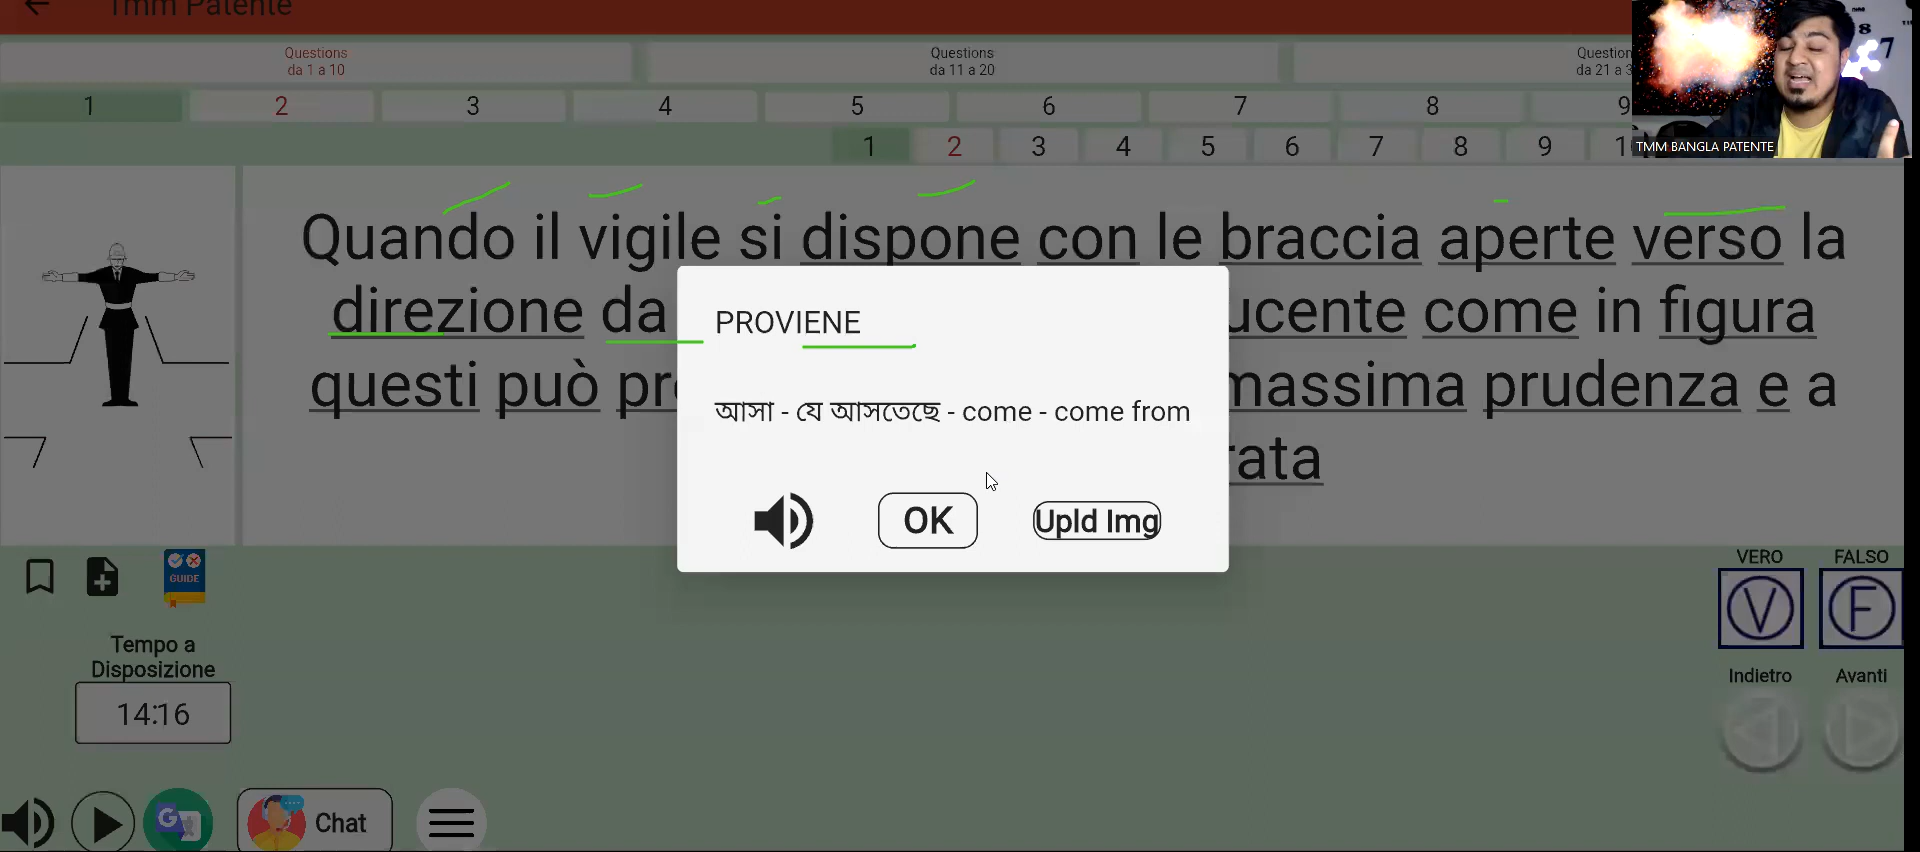 Tmm Patente
Questions
da 1 a 10
Questions
da 11 a 20
da 21 a
1 2 3 4 5 6 7 8 9
1 2 3 4 5 6 7 8 9
TMM BANGLA PATENTE
Quando il vigile si dispone con le braccia aperte verso la
direzione da come in figura
questi può massima prudenza e a
PROVIENE
আসা - যে আসতেছে - come - come from
OK
Upld Img
GUIDE
VERO FALSO
V F
Tempo a
Disposizione
14:16
Indietro Avanti
Chat